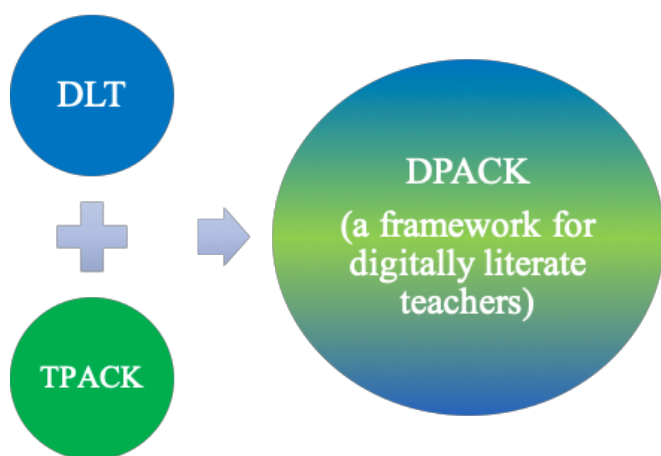 DLT
TPACK
DPACK
(a framework for
digitally literate
teachers)